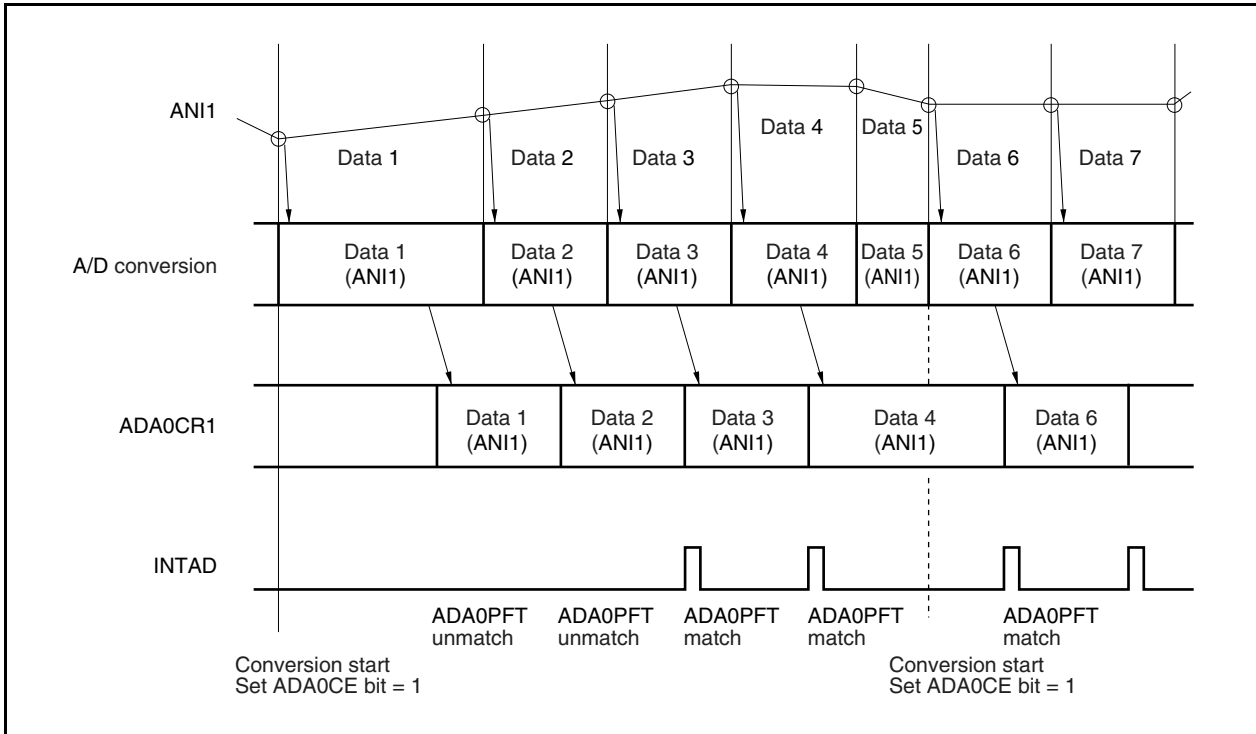 ANI1
Data 1
Data 2
Data 3
Data 4
Data 5
Data 6
Data 7
A/D conversion
Data 1
(ANI1)
Data 2
(ANI1)
Data 3
(ANI1)
Data 4
(ANI1)
Data 5
(ANI1)
Data 6
(ANI1)
Data 7
(ANI1)
ADA0CR1
Data 1
(ANI1)
Data 2
(ANI1)
Data 3
(ANI1)
Data 4
(ANI1)
Data 6
(ANI1)
INTAD
ADA0PFT
unmatch
ADA0PFT
unmatch
ADA0PFT
match
ADA0PFT
match
ADA0PFT
match
Conversion start
Set ADA0CE bit = 1
Conversion start
Set ADA0CE bit = 1